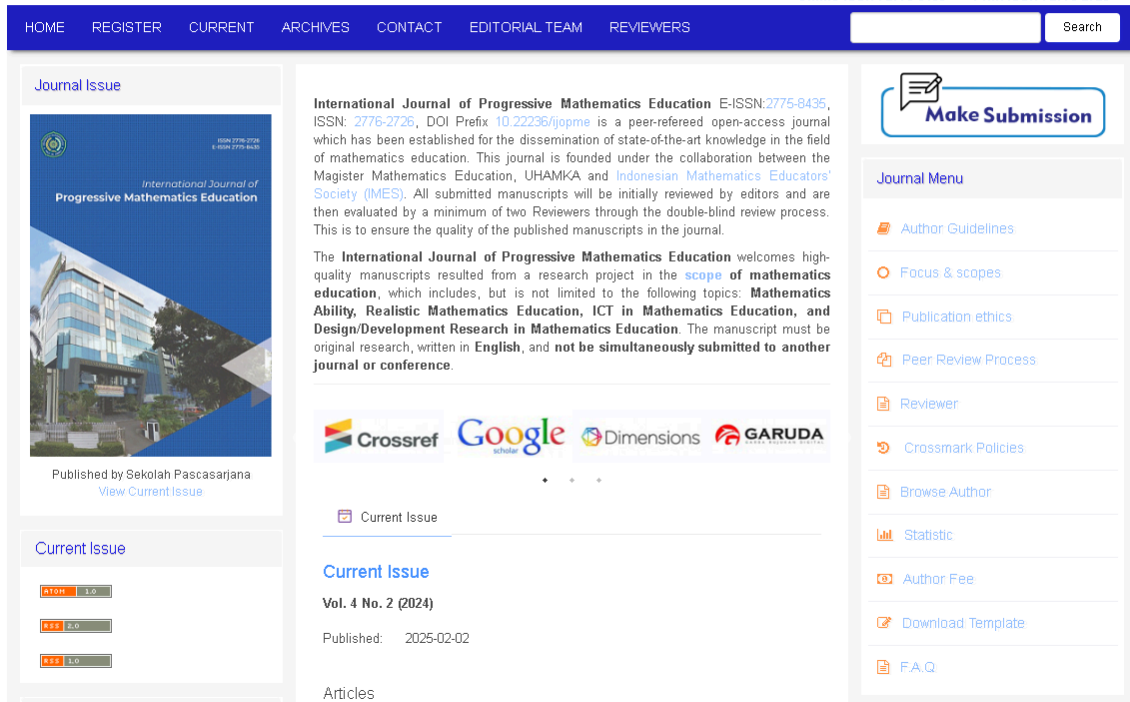 HOME REGISTER CURRENT ARCHIVES CONTACT EDITORIAL TEAM REVIEWERS Search
Journal Issue
ISSN 2776-2726
E-ISSN 2775-8435
International Journal of
Progressive Mathematics Education
Published by Sekolah Pascasarjana
View Current Issue
Current Issue
ATOM 1.0
RSS 2.0
RSS 1.0
International Journal of Progressive Mathematics Education E-ISSN:2775-8435,
ISSN: 2776-2726, DOI Prefix 10.22236/ijopme is a peer-refereed open-access journal
which has been established for the dissemination of state-of-the-art knowledge in the field
of mathematics education. This journal is founded under the collaboration between the
Magister Mathematics Education, UHAMKA and Indonesian Mathematics Educators'
Society (IMES). All submitted manuscripts will be initially reviewed by editors and are
then evaluated by a minimum of two Reviewers through the double-blind review process.
This is to ensure the quality of the published manuscripts in the journal.
The International Journal of Progressive Mathematics Education welcomes high-
quality manuscripts resulted from a research project in the scope of mathematics
education, which includes, but is not limited to the following topics: Mathematics
Ability, Realistic Mathematics Education, ICT in Mathematics Education, and
Design/Development Research in Mathematics Education. The manuscript must be
original research, written in English, and not be simultaneously submitted to another
journal or conference.
Crossref Google scholar Dimensions GARUDA
Current Issue
Current Issue
Vol. 4 No. 2 (2024)
Published: 2025-02-02
Articles
Make Submission
Journal Menu
Author Guidelines
Focus & scopes
Publication ethics
Peer Review Process
Reviewer
Crossmark Policies
Browse Author
Statistic
Author Fee
Download Template
F.A.Q